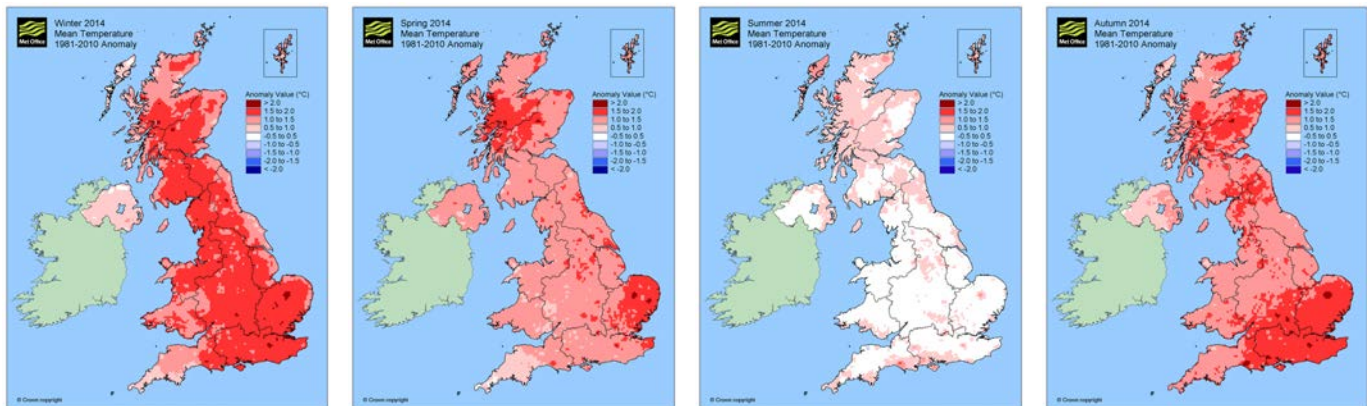 Met Office
Winter 2014
Mean Temperature
1981-2010 Anomaly
Anomaly Value (°C)
> 2.0
1.5 to 2.0
1.0 to 1.5
0.5 to 1.0
-0.5 to 0.5
-1.0 to -0.5
-1.5 to -1.0
-2.0 to -1.5
< -2.0
© Crown copyright
Met Office
Spring 2014
Mean Temperature
1981-2010 Anomaly
Anomaly Value (°C)
> 2.0
1.5 to 2.0
1.0 to 1.5
0.5 to 1.0
-0.5 to 0.5
-1.0 to -0.5
-1.5 to -1.0
-2.0 to -1.5
< -2.0
© Crown copyright
Met Office
Summer 2014
Mean Temperature
1981-2010 Anomaly
Anomaly Value (°C)
> 2.0
1.5 to 2.0
1.0 to 1.5
0.5 to 1.0
-0.5 to 0.5
-1.0 to -0.5
-1.5 to -1.0
-2.0 to -1.5
< -2.0
© Crown copyright
Met Office
Autumn 2014
Mean Temperature
1981-2010 Anomaly
Anomaly Value (°C)
> 2.0
1.5 to 2.0
1.0 to 1.5
0.5 to 1.0
-0.5 to 0.5
-1.0 to -0.5
-1.5 to -1.0
-2.0 to -1.5
< -2.0
© Crown copyright